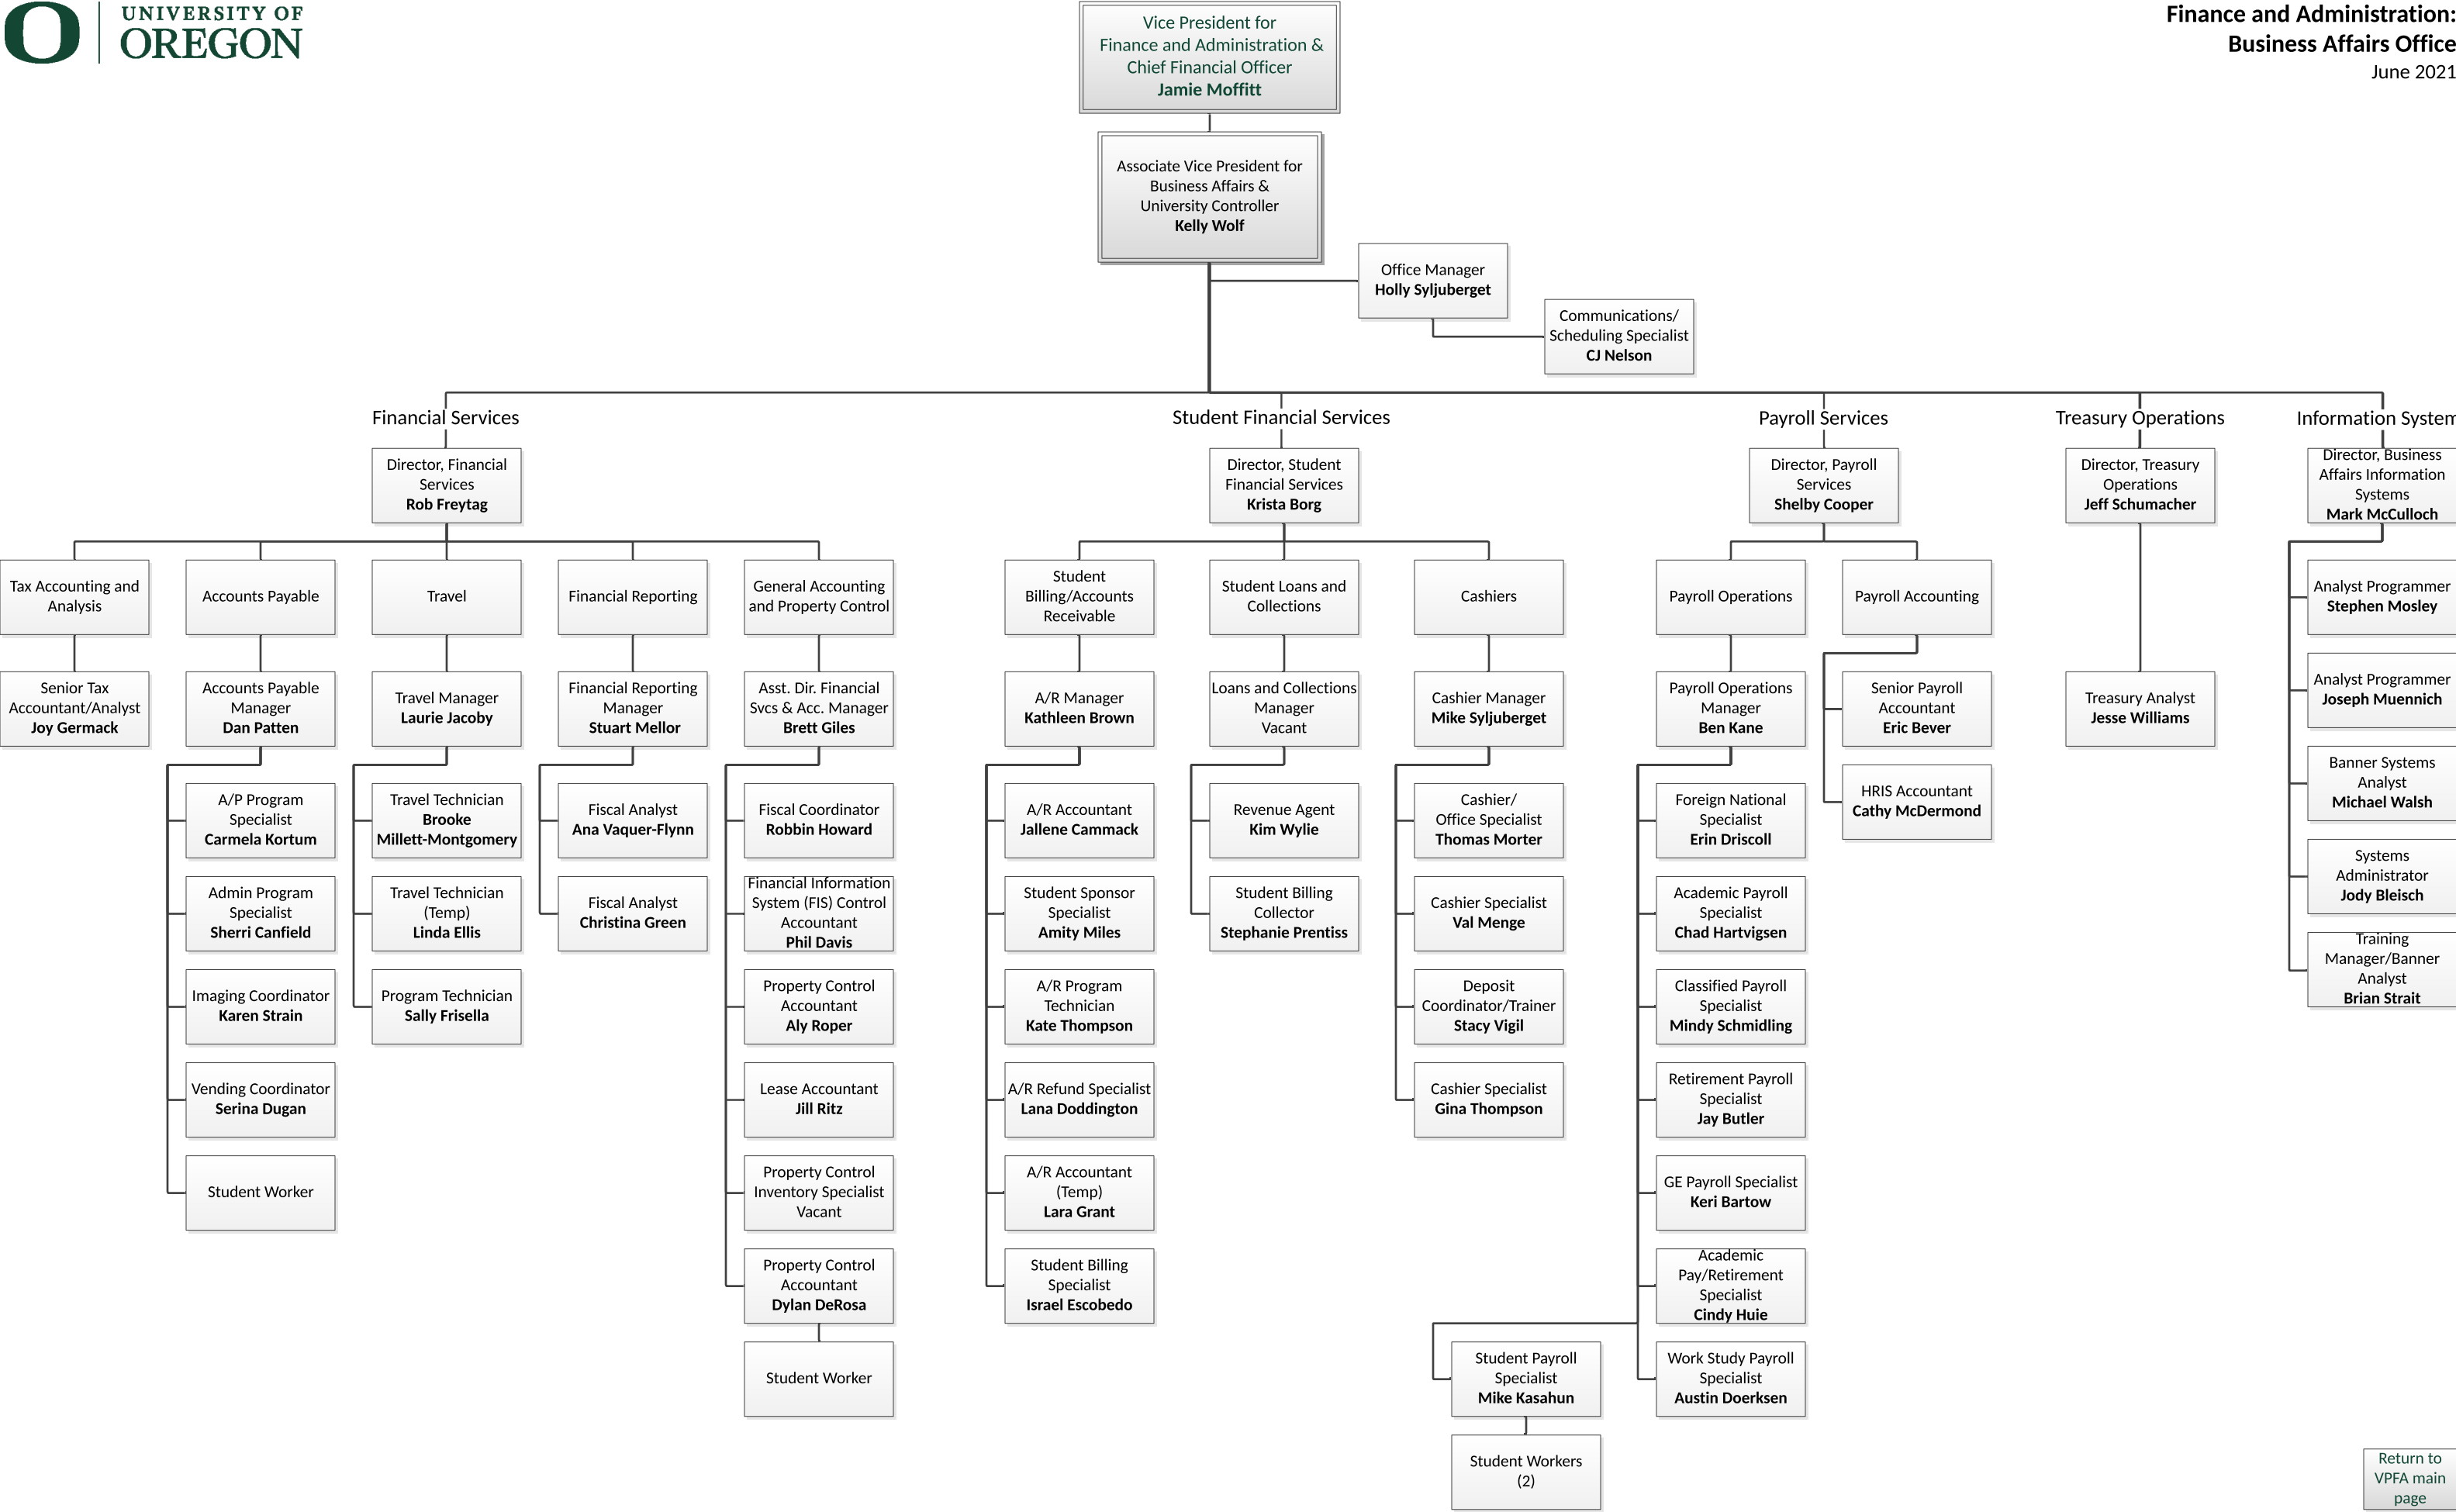 UNIVERSITY OF
OREGON
Finance and Administration:
Business Affairs Office
June 2021
Vice President for
Finance and Administration &
Chief Financial Officer
Jamie Moffitt
Associate Vice President for
Business Affairs &
University Controller
Kelly Wolf
Office Manager
Holly Syljuberget
Communications/
Scheduling Specialist
CJ Nelson
Financial Services
Director, Financial
Services
Rob Freytag
Tax Accounting and
Analysis
Senior Tax
Accountant/Analyst
Joy Germack
Accounts Payable
Accounts Payable
Manager
Dan Patten
A/P Program
Specialist
Carmela Kortum
Admin Program
Specialist
Sherri Canfield
Imaging Coordinator
Karen Strain
Vending Coordinator
Serina Dugan
Student Worker
Travel
Travel Manager
Laurie Jacoby
Travel Technician
Brooke
Millett-Montgomery
Travel Technician
(Temp)
Linda Ellis
Program Technician
Sally Frisella
Financial Reporting
Financial Reporting
Manager
Stuart Mellor
Fiscal Analyst
Ana Vaquer-Flynn
Fiscal Analyst
Christina Green
General Accounting
and Property Control
Asst. Dir. Financial
Svcs & Acc. Manager
Brett Giles
Fiscal Coordinator
Robbin Howard
Financial Information
System (FIS) Control
Accountant
Phil Davis
Property Control
Accountant
Aly Roper
Lease Accountant
Jill Ritz
Property Control
Inventory Specialist
Vacant
Property Control
Accountant
Dylan DeRosa
Student Worker
Student Financial Services
Director, Student
Financial Services
Krista Borg
Student
Billing/Accounts
Receivable
A/R Manager
Kathleen Brown
A/R Accountant
Jallene Cammack
Student Sponsor
Specialist
Amity Miles
A/R Program
Technician
Kate Thompson
A/R Refund Specialist
Lana Doddington
A/R Accountant
(Temp)
Lara Grant
Student Billing
Specialist
Israel Escobedo
Student Loans and
Collections
Loans and Collections
Manager
Vacant
Revenue Agent
Kim Wylie
Student Billing
Collector
Stephanie Prentiss
Cashiers
Cashier Manager
Mike Syljuberget
Cashier/
Office Specialist
Thomas Morter
Cashier Specialist
Val Menge
Deposit
Coordinator/Trainer
Stacy Vigil
Cashier Specialist
Gina Thompson
Payroll Services
Director, Payroll
Services
Shelby Cooper
Payroll Operations
Payroll Operations
Manager
Ben Kane
Foreign National
Specialist
Erin Driscoll
Academic Payroll
Specialist
Chad Hartvigsen
Classified Payroll
Specialist
Mindy Schmidling
Retirement Payroll
Specialist
Jay Butler
GE Payroll Specialist
Keri Bartow
Academic
Pay/Retirement
Specialist
Cindy Huie
Student Payroll
Specialist
Mike Kasahun
Student Workers
(2)
Work Study Payroll
Specialist
Austin Doerksen
Payroll Accounting
Senior Payroll
Accountant
Eric Bever
HRIS Accountant
Cathy McDermond
Treasury Operations
Director, Treasury
Operations
Jeff Schumacher
Treasury Analyst
Jesse Williams
Information System
Director, Business
Affairs Information
Systems
Mark McCulloch
Analyst Programmer
Stephen Mosley
Analyst Programmer
Joseph Muennich
Banner Systems
Analyst
Michael Walsh
Systems
Administrator
Jody Bleisch
Training
Manager/Banner
Analyst
Brian Strait
Return to
VPFA main
page